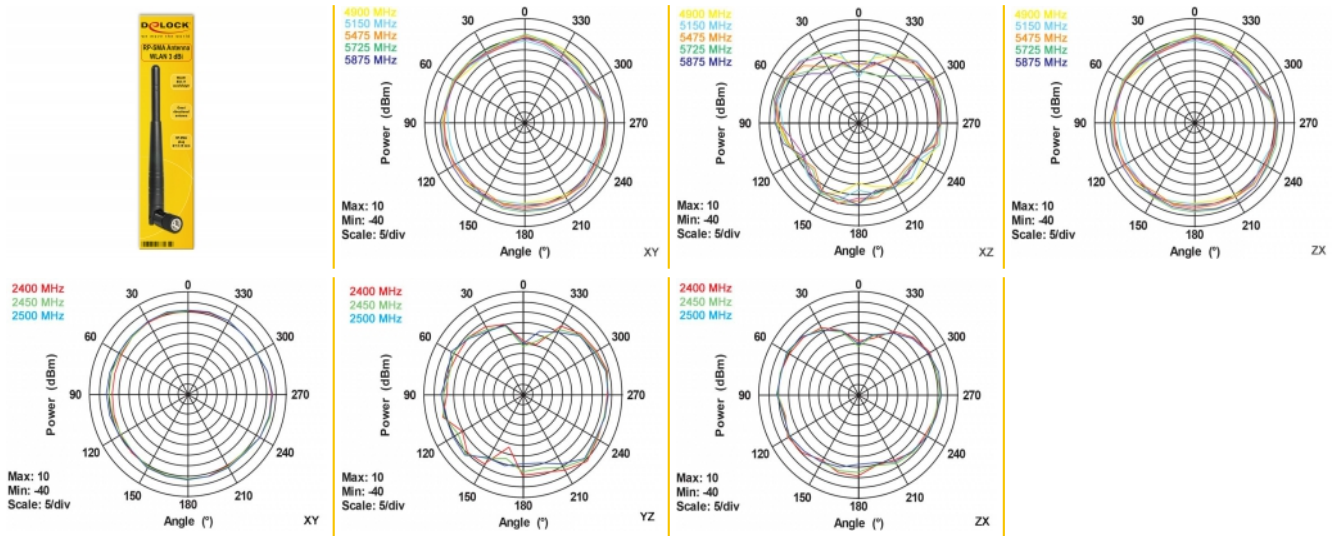 DELOCK
RP-SMA Antenna
WLAN 3 dBi
4900 MHz
5150 MHz
5475 MHz
5725 MHz
5875 MHz
0
30
330
60
300
90
270
120
240
150
210
180
Power (dBm)
Max: 10
Min: -40
Scale: 5/div
Angle (°)
XY
4900 MHz
5150 MHz
5475 MHz
5725 MHz
5875 MHz
0
30
330
60
300
90
270
120
240
150
210
180
Power (dBm)
Max: 10
Min: -40
Scale: 5/div
Angle (°)
XZ
4900 MHz
5150 MHz
5475 MHz
5725 MHz
5875 MHz
0
30
330
60
300
90
270
120
240
150
210
180
Power (dBm)
Max: 10
Min: -40
Scale: 5/div
Angle (°)
ZX
2400 MHz
2450 MHz
2500 MHz
0
30
330
60
300
90
270
120
240
150
210
180
Power (dBm)
Max: 10
Min: -40
Scale: 5/div
Angle (°)
XY
2400 MHz
2450 MHz
2500 MHz
0
30
330
60
300
90
270
120
240
150
210
180
Power (dBm)
Max: 10
Min: -40
Scale: 5/div
Angle (°)
YZ
2400 MHz
2450 MHz
2500 MHz
0
30
330
60
300
90
270
120
240
150
210
180
Power (dBm)
Max: 10
Min: -40
Scale: 5/div
Angle (°)
ZX